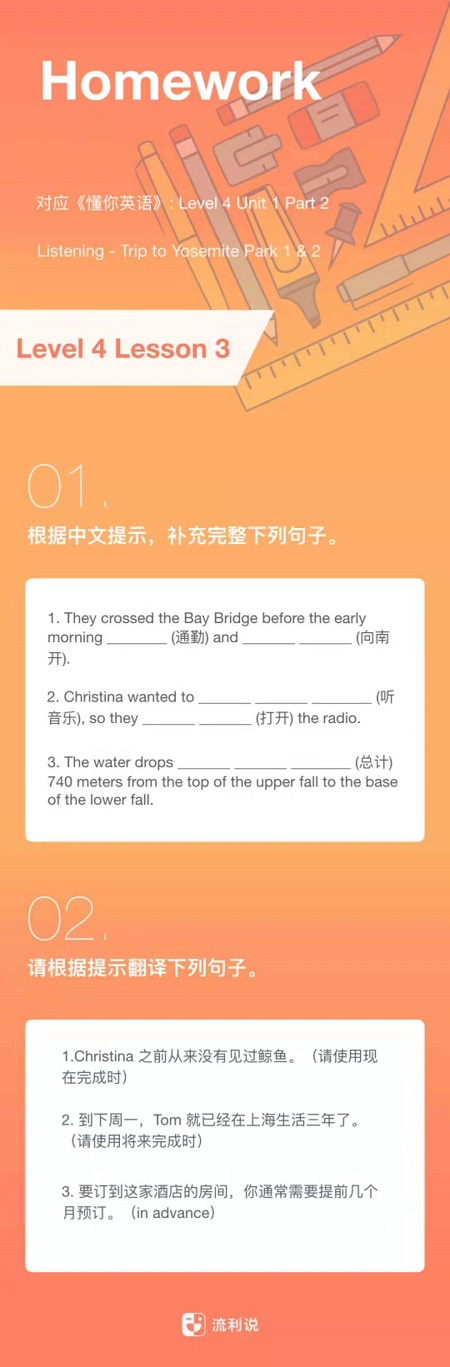 Homework
对应《懂你英语》: Level 4 Unit 1 Part 2
Listening - Trip to Yosemite Park 1 & 2
Level 4 Lesson 3
01.
根据中文提示，补充完整下列句子。
1. They crossed the Bay Bridge before the early
morning ________ (通勤) and _______ _______ (向南
开).
2. Christina wanted to _______ _______ ________ (听
音乐), so they _______ _______ (打开) the radio.
3. The water drops _______ _______ ________ (总计)
740 meters from the top of the upper fall to the base
of the lower fall.
02.
请根据提示翻译下列句子。
1.Christina 之前从来没有见过鲸鱼。（请使用现
在完成时）
2. 到下周一，Tom 就已经在上海生活三年了。
（请使用将来完成时）
3. 要订到这家酒店的房间，你通常需要提前几个
月预订。（in advance）
流利说